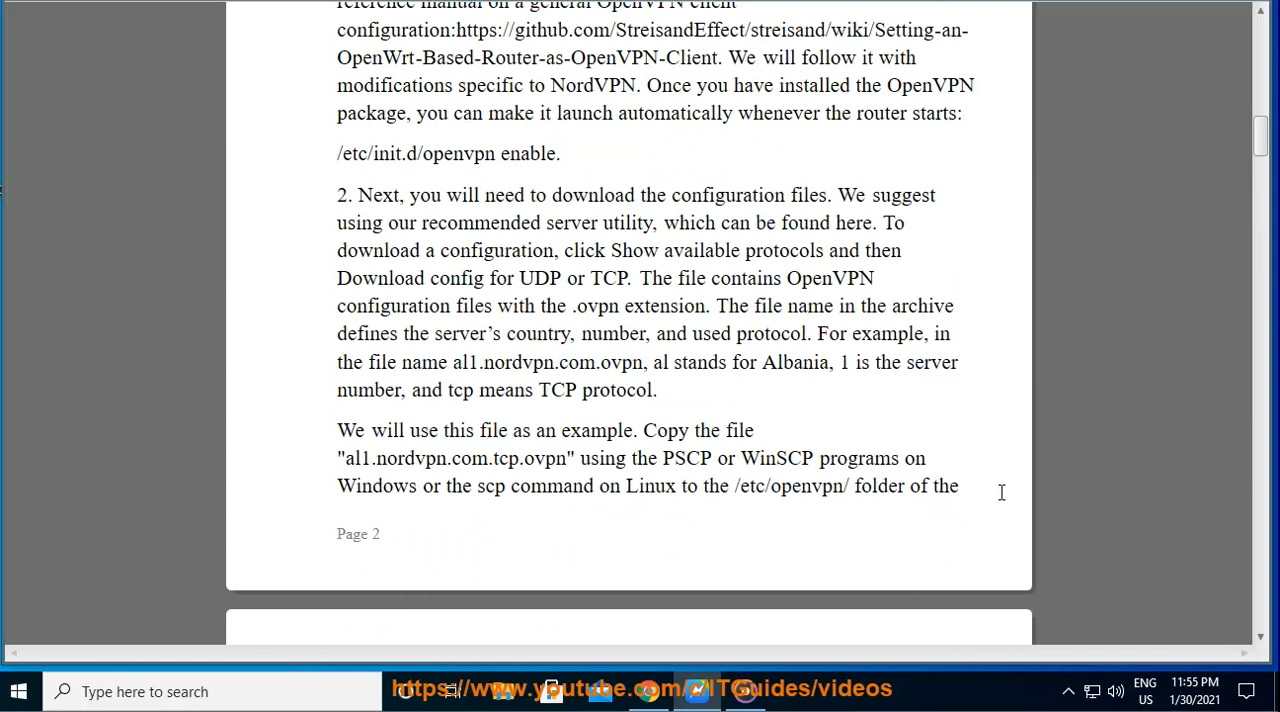 reference manual on a general OpenVPN client
configuration:https://github.com/StreisandEffect/streisand/wiki/Setting-an-
OpenWrt-Based-Router-as-OpenVPN-Client. We will follow it with
modifications specific to NordVPN. Once you have installed the OpenVPN
package, you can make it launch automatically whenever the router starts:
/etc/init.d/openvpn enable.
2. Next, you will need to download the configuration files. We suggest
using our recommended server utility, which can be found here. To
download a configuration, click Show available protocols and then
Download config for UDP or TCP. The file contains OpenVPN
configuration files with the .ovpn extension. The file name in the archive
defines the server’s country, number, and used protocol. For example, in
the file name al1.nordvpn.com.ovpn, al stands for Albania, 1 is the server
number, and tcp means TCP protocol.
We will use this file as an example. Copy the file
"al1.nordvpn.com.tcp.ovpn" using the PSCP or WinSCP programs on
Windows or the scp command on Linux to the /etc/openvpn/ folder of the
Page 2
Type here to search
https://www.youtube.com/c/ITGuides/videos
ENG
US
11:55 PM
1/30/2021